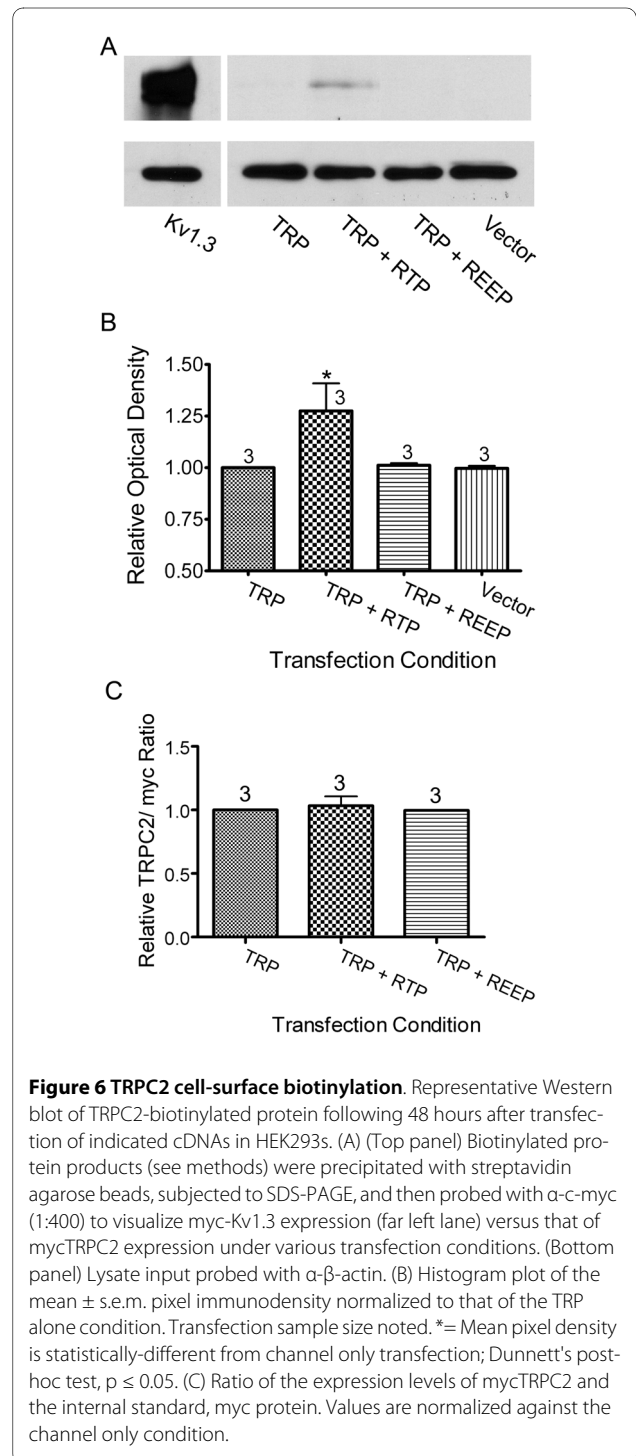 A
Kv1.3
TRP
TRP + RTP
TRP + REEP
Vector
B
Relative Optical Density
1.50
1.25
1.00
0.75
0.50
3
*
3
3
3
TRP
TRP + RTP
TRP + REEP
Vector
Transfection Condition
C
Relative TRPC2/ myc Ratio
1.5
1.0
0.5
0.0
3
3
3
TRP
TRP + RTP
TRP + REEP
Transfection Condition
Figure 6 TRPC2 cell-surface biotinylation. Representative Western
blot of TRPC2-biotinylated protein following 48 hours after transfec-
tion of indicated cDNAs in HEK293s. (A) (Top panel) Biotinylated pro-
tein products (see methods) were precipitated with streptavidin
agarose beads, subjected to SDS-PAGE, and then probed with α-c-myc
(1:400) to visualize myc-Kv1.3 expression (far left lane) versus that of
mycTRPC2 expression under various transfection conditions. (Bottom
panel) Lysate input probed with α-β-actin. (B) Histogram plot of the
mean ± s.e.m. pixel immunodensity normalized to that of the TRP
alone condition. Transfection sample size noted. *= Mean pixel density
is statistically-different from channel only transfection; Dunnett's post-
hoc test, p ≤ 0.05. (C) Ratio of the expression levels of mycTRPC2 and
the internal standard, myc protein. Values are normalized against the
channel only condition.